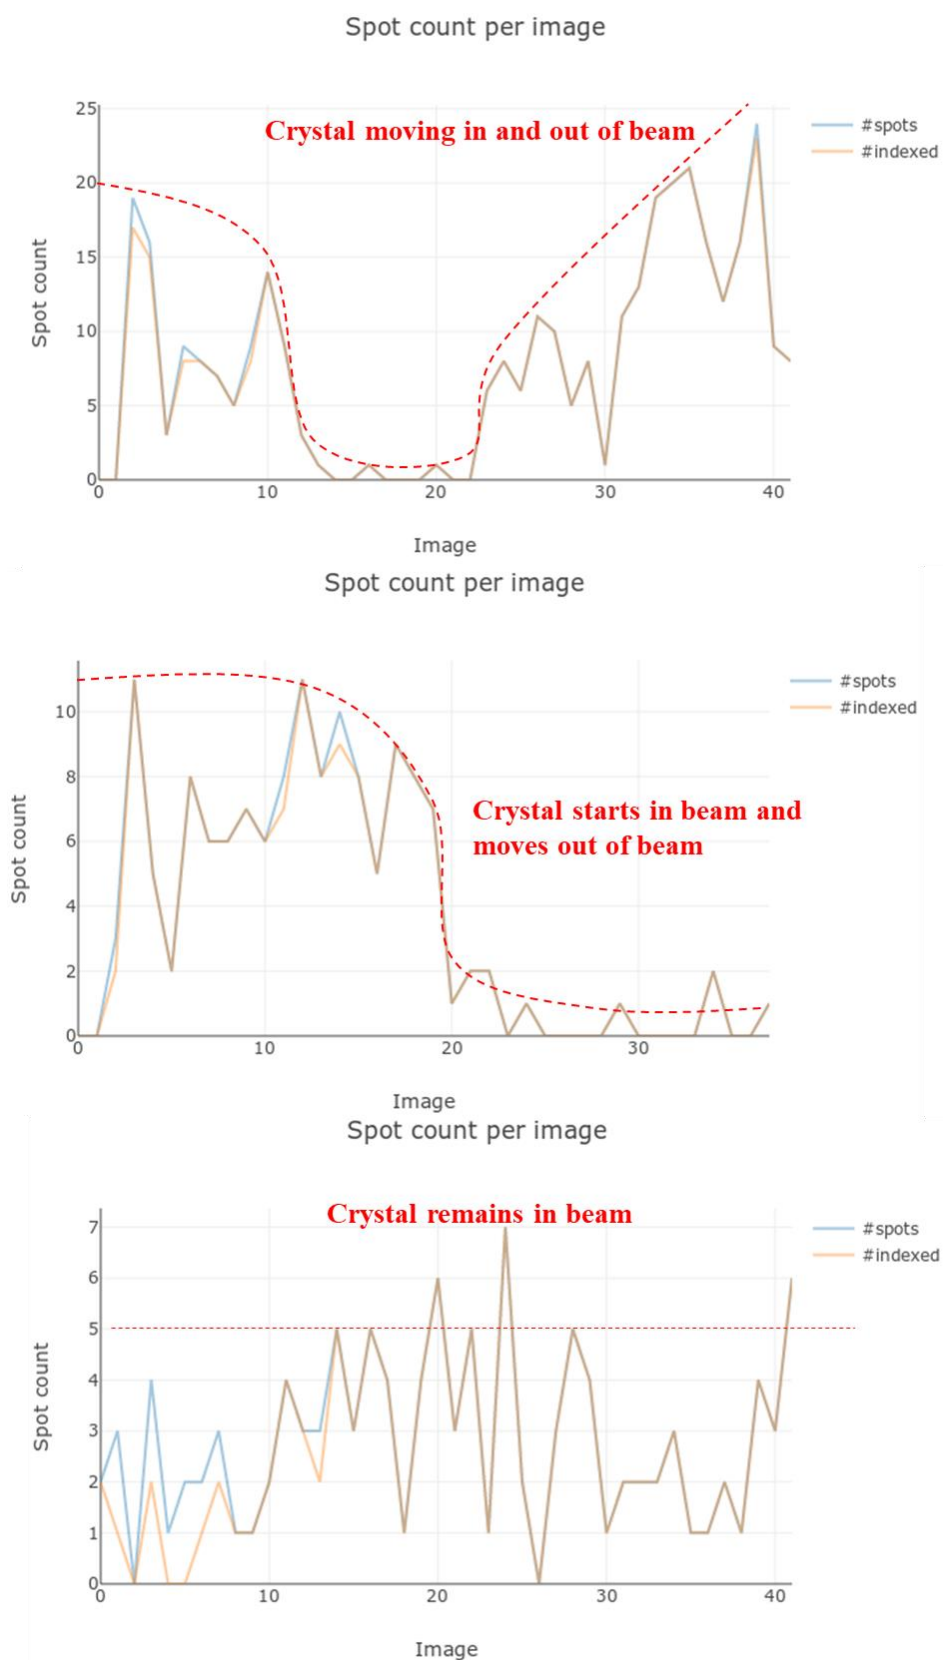 Spot count per image
25
Crystal moving in and out of beam
#spots
#indexed
20
15
Spot count
10
5
0
0 10 20 30 40
Image
Spot count per image
#spots
#indexed
10
8
Crystal starts in beam and
moves out of beam
6
Spot count
4
2
0
0 10 20 30
Image
Spot count per image
Crystal remains in beam
7
#spots
#indexed
6
5
4
Spot count
3
2
1
0
0 10 20 30 40
Image